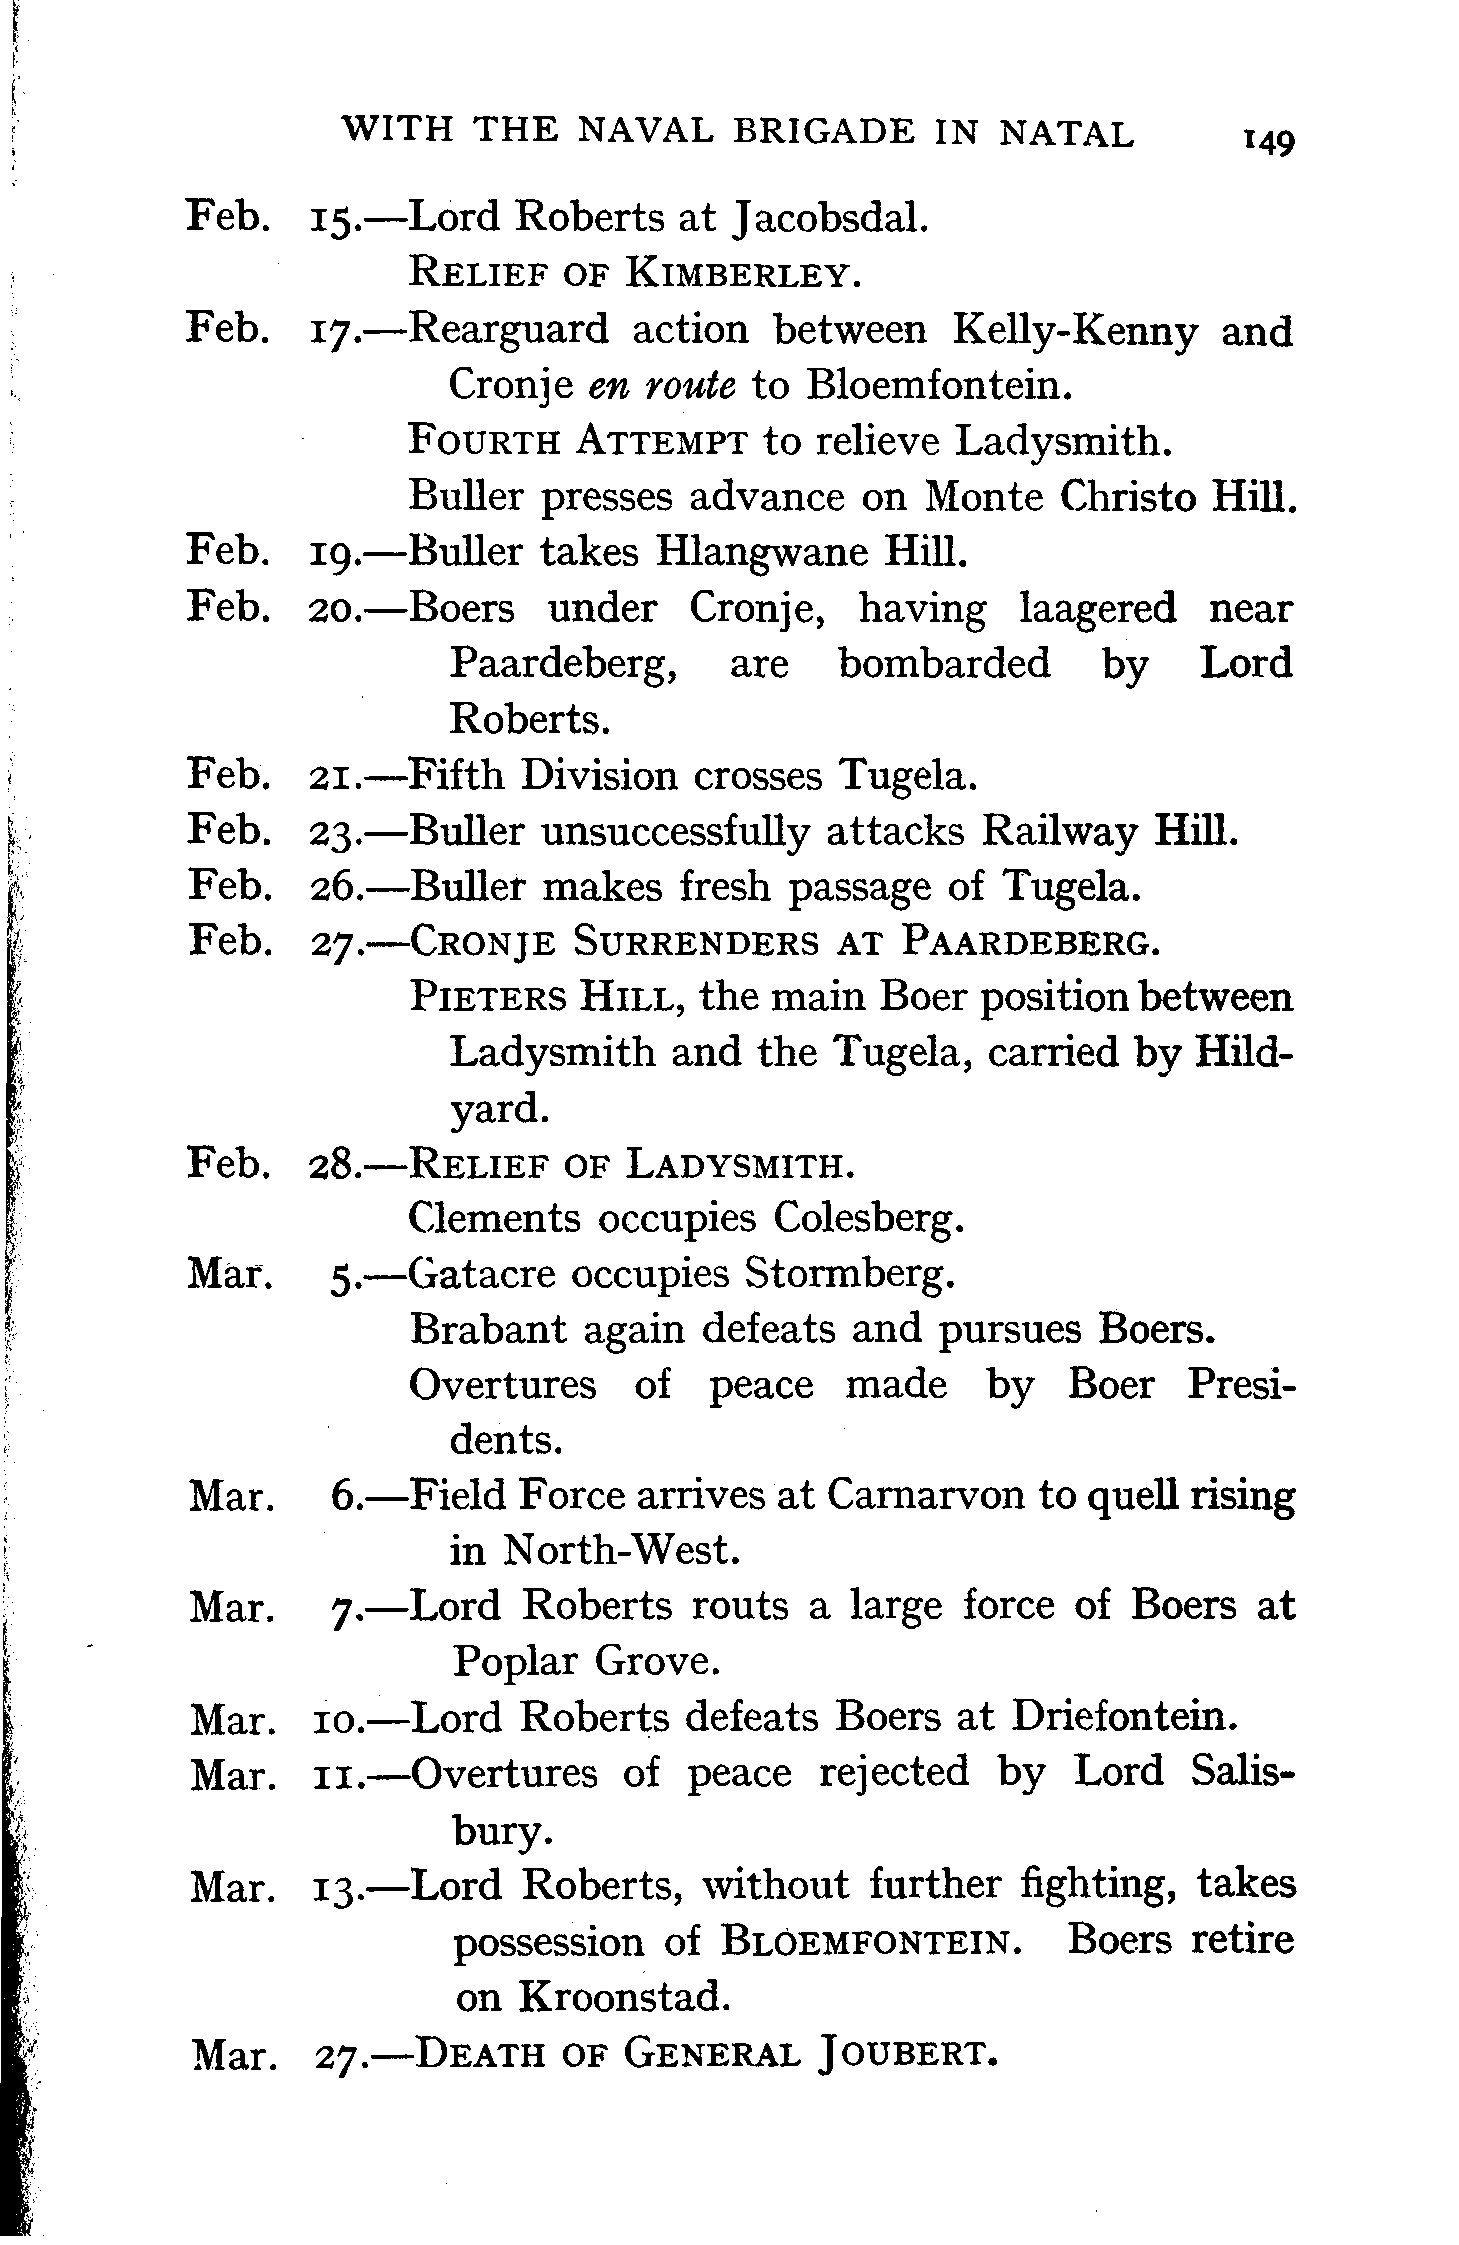 WITH THE NAVAL BRIGADE IN NATAL 149
Feb. 15.—Lord Roberts at Jacobsdal.
RELIEF OF KIMBERLEY.
Feb. 17.—Rearguard action between Kelly-Kenny and
Cronje en route to Bloemfontein.
FOURTH ATTEMPT to relieve Ladysmith.
Buller presses advance on Monte Christo Hill.
Feb. 19.—Buller takes Hlangwane Hill.
Feb. 20.—Boers under Cronje, having laagered near
Paardeberg, are bombarded by Lord
Roberts.
Feb. 21.—Fifth Division crosses Tugela.
Feb. 23.—Buller unsuccessfully attacks Railway Hill.
Feb. 26.—Buller makes fresh passage of Tugela.
Feb. 27.—CRONJE SURRENDERS AT PAARDEBERG.
PIETERS HILL, the main Boer position between
Ladysmith and the Tugela, carried by Hild-
yard.
Feb. 28.—RELIEF OF LADYSMITH.
Clements occupies Colesberg.
Mar. 5.—Gatacre occupies Stormberg.
Brabant again defeats and pursues Boers.
Overtures of peace made by Boer Presi-
dents.
Mar. 6.—Field Force arrives at Carnarvon to quell rising
in North-West.
Mar. 7.—Lord Roberts routs a large force of Boers at
Poplar Grove.
Mar. 10.—Lord Roberts defeats Boers at Driefontein.
Mar. 11.—Overtures of peace rejected by Lord Salis-
bury.
Mar. 13.—Lord Roberts, without further fighting, takes
possession of BLOEMFONTEIN. Boers retire
on Kroonstad.
Mar. 27.—DEATH OF GENERAL JOUBERT.